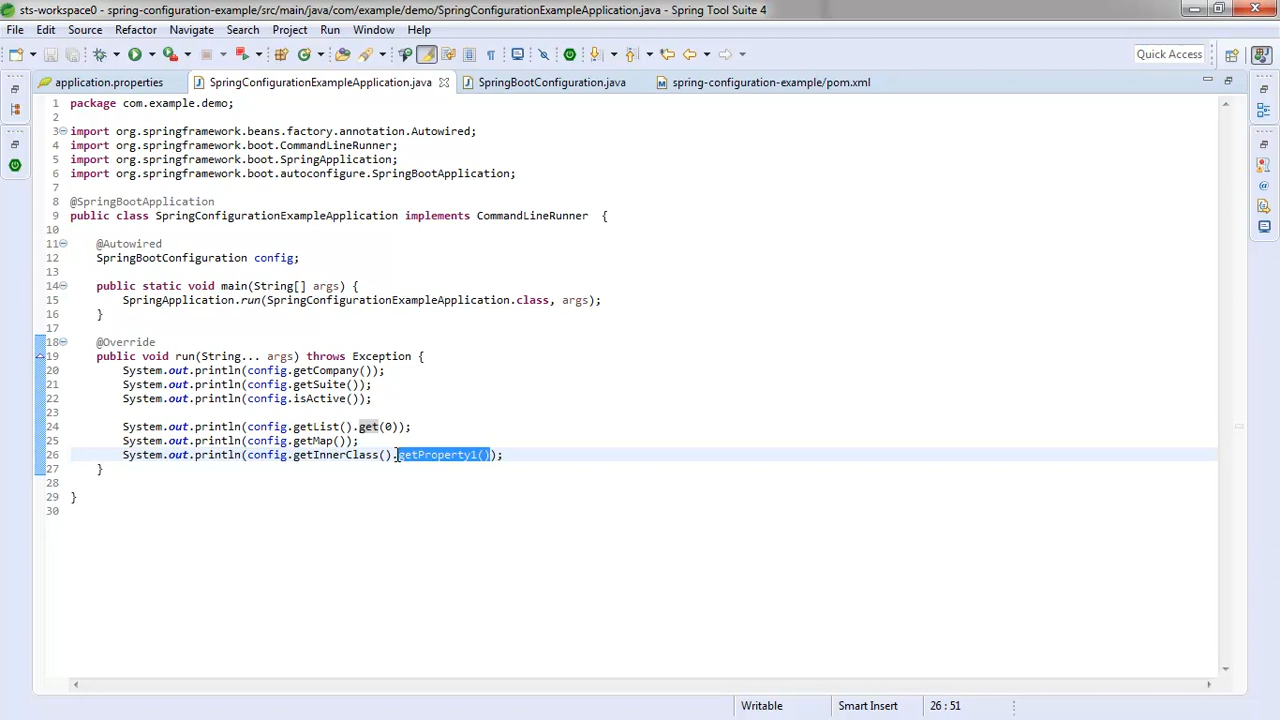 sts-workspace0 - spring-configuration-example/src/main/java/com/example/demo/SpringConfigurationExampleApplication.java - Spring Tool Suite 4
File Edit Source Refactor Navigate Search Project Run Window Help
Quick Access
application.properties SpringConfigurationExampleApplication.java SpringBootConfiguration.java spring-configuration-example/pom.xml
1 package com.example.demo;
2
3 import org.springframework.beans.factory.annotation.Autowired;
4 import org.springframework.boot.CommandLineRunner;
5 import org.springframework.boot.SpringApplication;
6 import org.springframework.boot.autoconfigure.SpringBootApplication;
7
8 @SpringBootApplication
9 public class SpringConfigurationExampleApplication implements CommandLineRunner {
10
11 @Autowired
12 SpringBootConfiguration config;
13
14 public static void main(String[] args) {
15 SpringApplication.run(SpringConfigurationExampleApplication.class, args);
16 }
17
18 @Override
19 public void run(String... args) throws Exception {
20 System.out.println(config.getCompany());
21 System.out.println(config.getSuite());
22 System.out.println(config.isActive());
23
24 System.out.println(config.getList().get(0));
25 System.out.println(config.getMap());
26 System.out.println(config.getInnerClass().getProperty1());
27 }
28
29 }
30
Writable Smart Insert 26 : 51